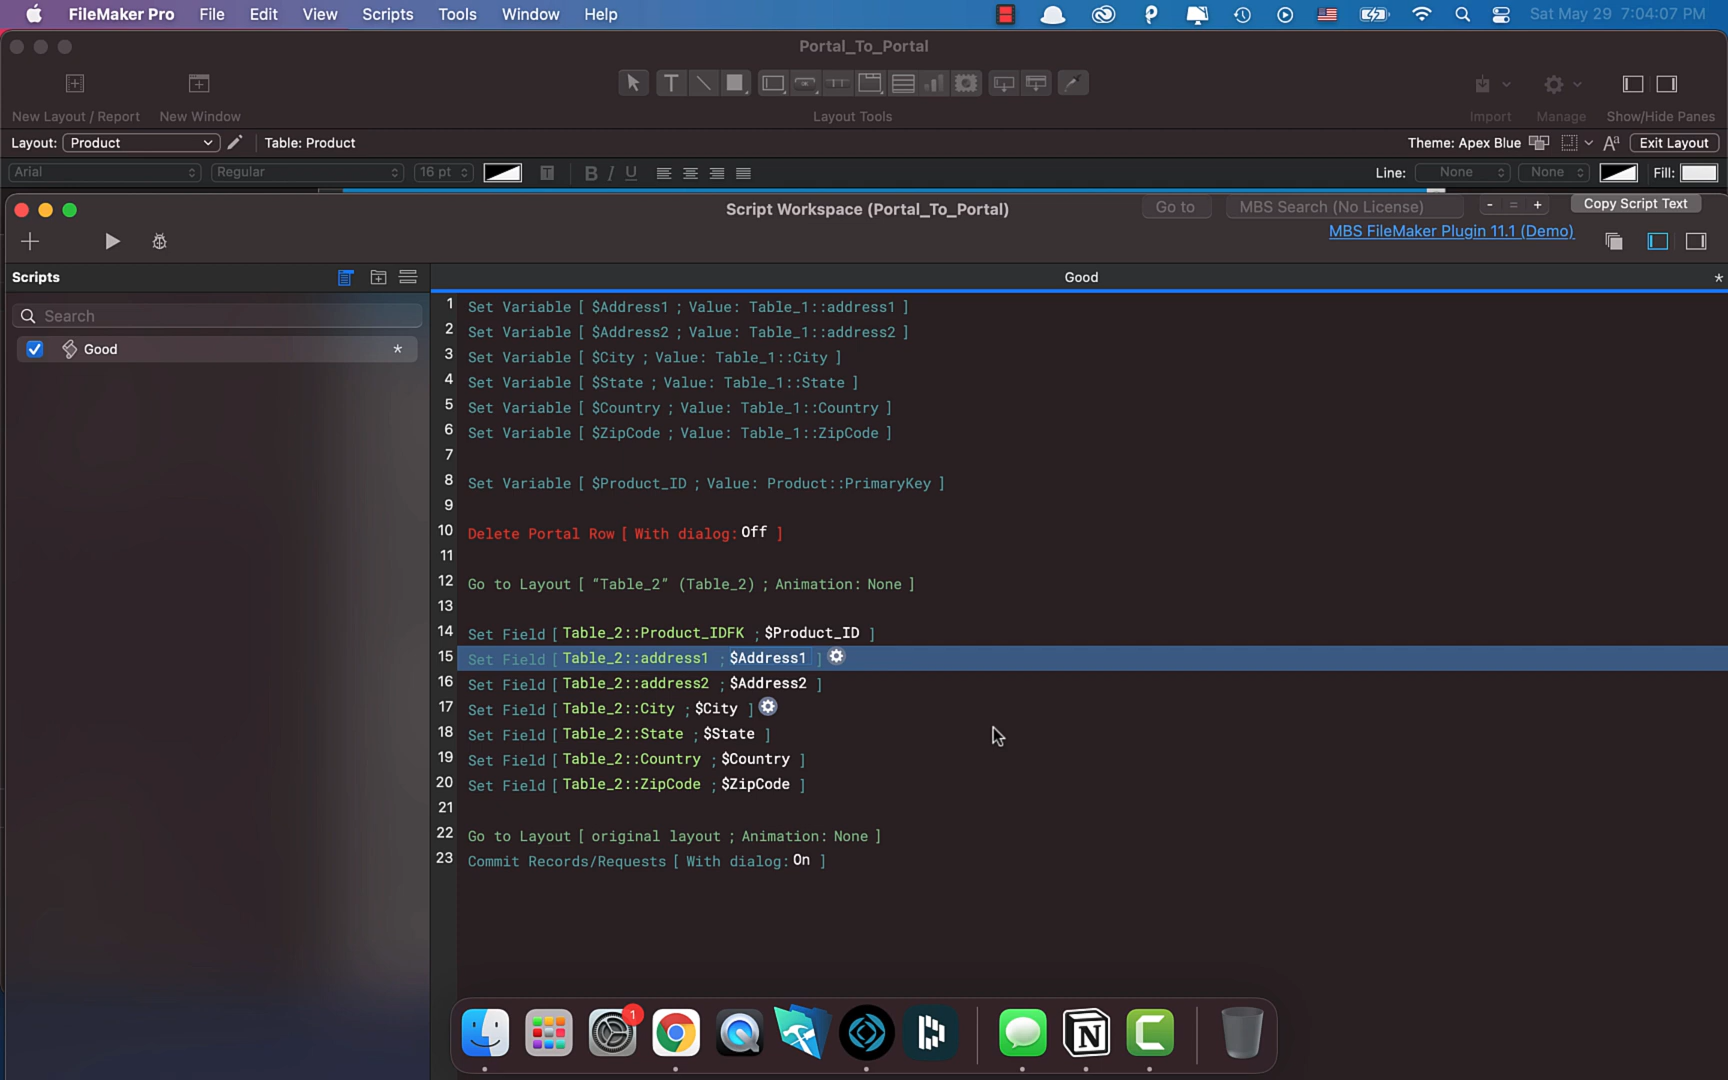 FileMaker Pro File Edit View Scripts Tools Window Help Sat May 29 7:04:07 PM
Portal_To_Portal
New Layout / Report New Window Layout Tools Import Manage Show/Hide Panes
Layout: Product Table: Product Theme: Apex Blue Exit Layout
Arial Regular 16 pt B I U Line: None None Fill:
Script Workspace (Portal_To_Portal) Go to MBS Search (No License) - = + Copy Script Text
MBS FileMaker Plugin 11.1 (Demo)
Scripts Good *
Search
Good *
1 Set Variable [ $Address1 ; Value: Table_1::address1 ]
2 Set Variable [ $Address2 ; Value: Table_1::address2 ]
3 Set Variable [ $City ; Value: Table_1::City ]
4 Set Variable [ $State ; Value: Table_1::State ]
5 Set Variable [ $Country ; Value: Table_1::Country ]
6 Set Variable [ $ZipCode ; Value: Table_1::ZipCode ]
7
8 Set Variable [ $Product_ID ; Value: Product::PrimaryKey ]
9
10 Delete Portal Row [ With dialog: Off ]
11
12 Go to Layout [ “Table_2” (Table_2) ; Animation: None ]
13
14 Set Field [ Table_2::Product_IDFK ; $Product_ID ]
15 Set Field [ Table_2::address1 ; $Address1 ]
16 Set Field [ Table_2::address2 ; $Address2 ]
17 Set Field [ Table_2::City ; $City ]
18 Set Field [ Table_2::State ; $State ]
19 Set Field [ Table_2::Country ; $Country ]
20 Set Field [ Table_2::ZipCode ; $ZipCode ]
21
22 Go to Layout [ original layout ; Animation: None ]
23 Commit Records/Requests [ With dialog: On ]
1